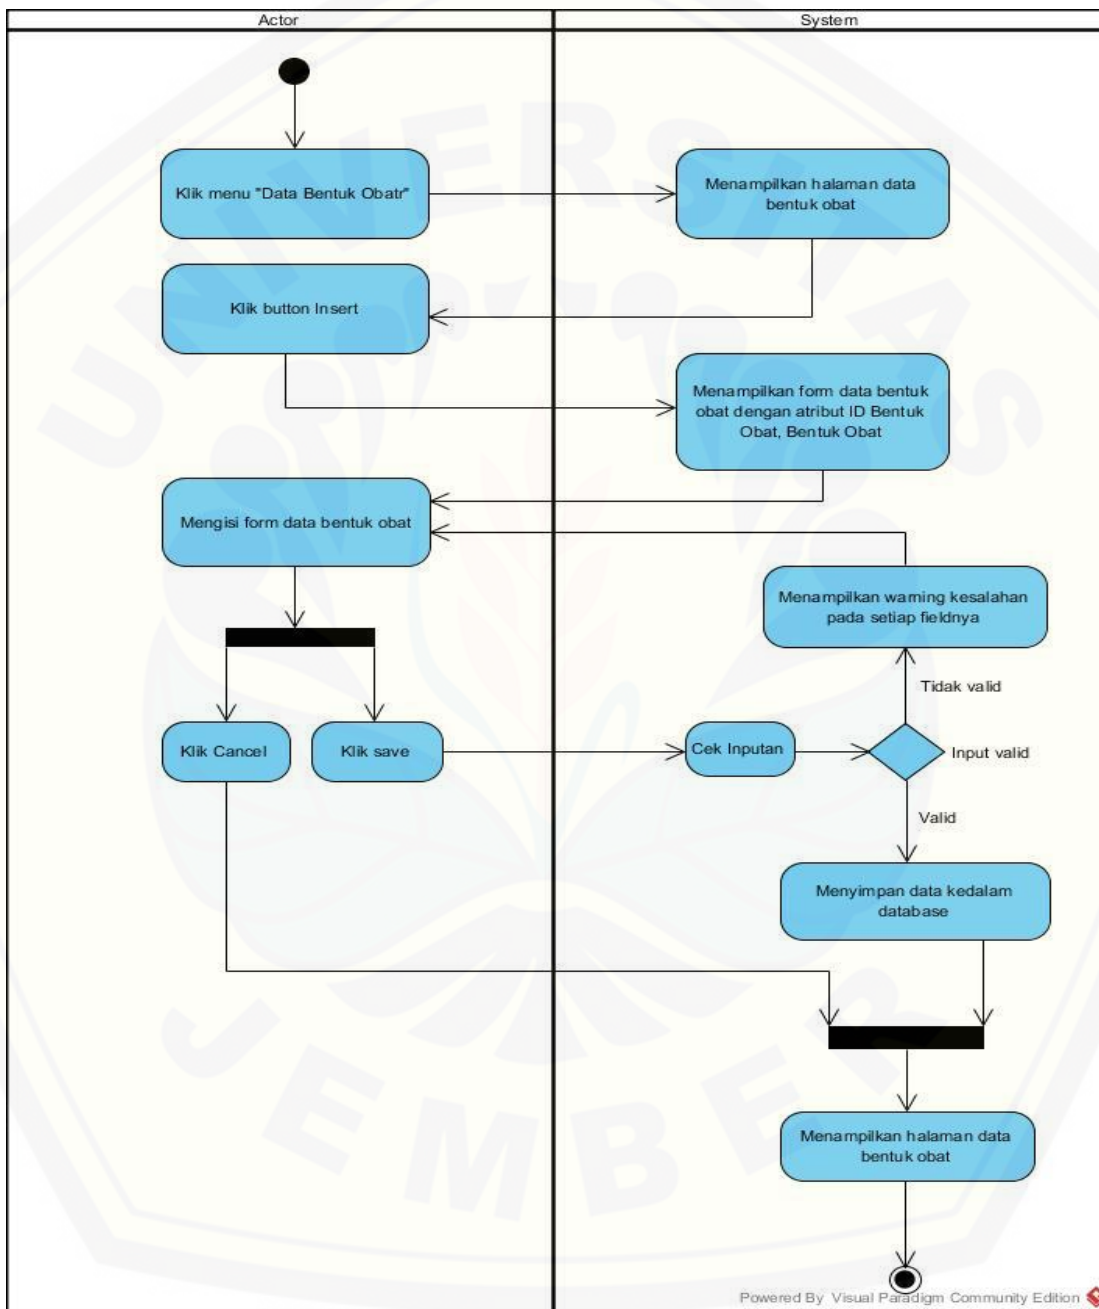 Actor
System
Klik menu "Data Bentuk Obatr"
Menampilkan halaman data
bentuk obat
Klik button Insert
Menampilkan form data bentuk
obat dengan atribut ID Bentuk
Obat, Bentuk Obat
Mengisi form data bentuk obat
Menampilkan warning kesalahan
pada setiap fieldnya
Tidak valid
Klik Cancel
Klik save
Cek Inputan
Input valid
Valid
Menyimpan data kedalam
database
Menampilkan halaman data
bentuk obat
Powered By Visual Paradigm Community Edition
UNIVERSITAS
JEMBER